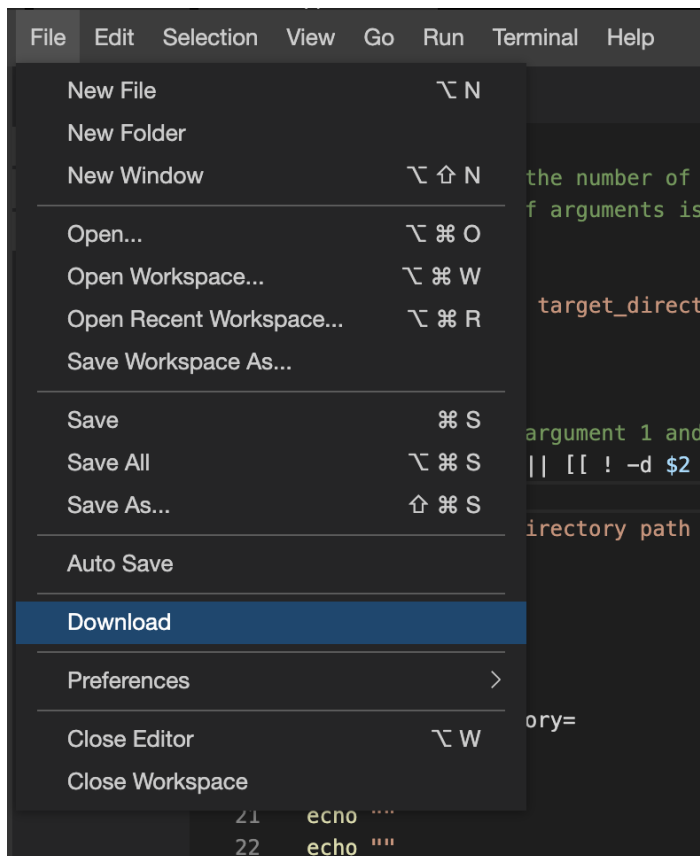 File Edit Selection View Go Run Terminal Help
New File ⌥ N
New Folder
New Window ⌥ ⇧ N
the number of
f arguments is
Open... ⌥ ⌘ O
Open Workspace... ⌥ ⌘ W
target_direct
Open Recent Workspace... ⌥ ⌘ R
Save Workspace As...
Save ⌘ S
argument 1 and
Save All ⌥ ⌘ S
|| [[ ! -d $2
Save As... ⇧ ⌘ S
irectory path
Auto Save
Download
Preferences >
ory=
Close Editor ⌥ W
Close Workspace
21 echo ""
22 echo ""